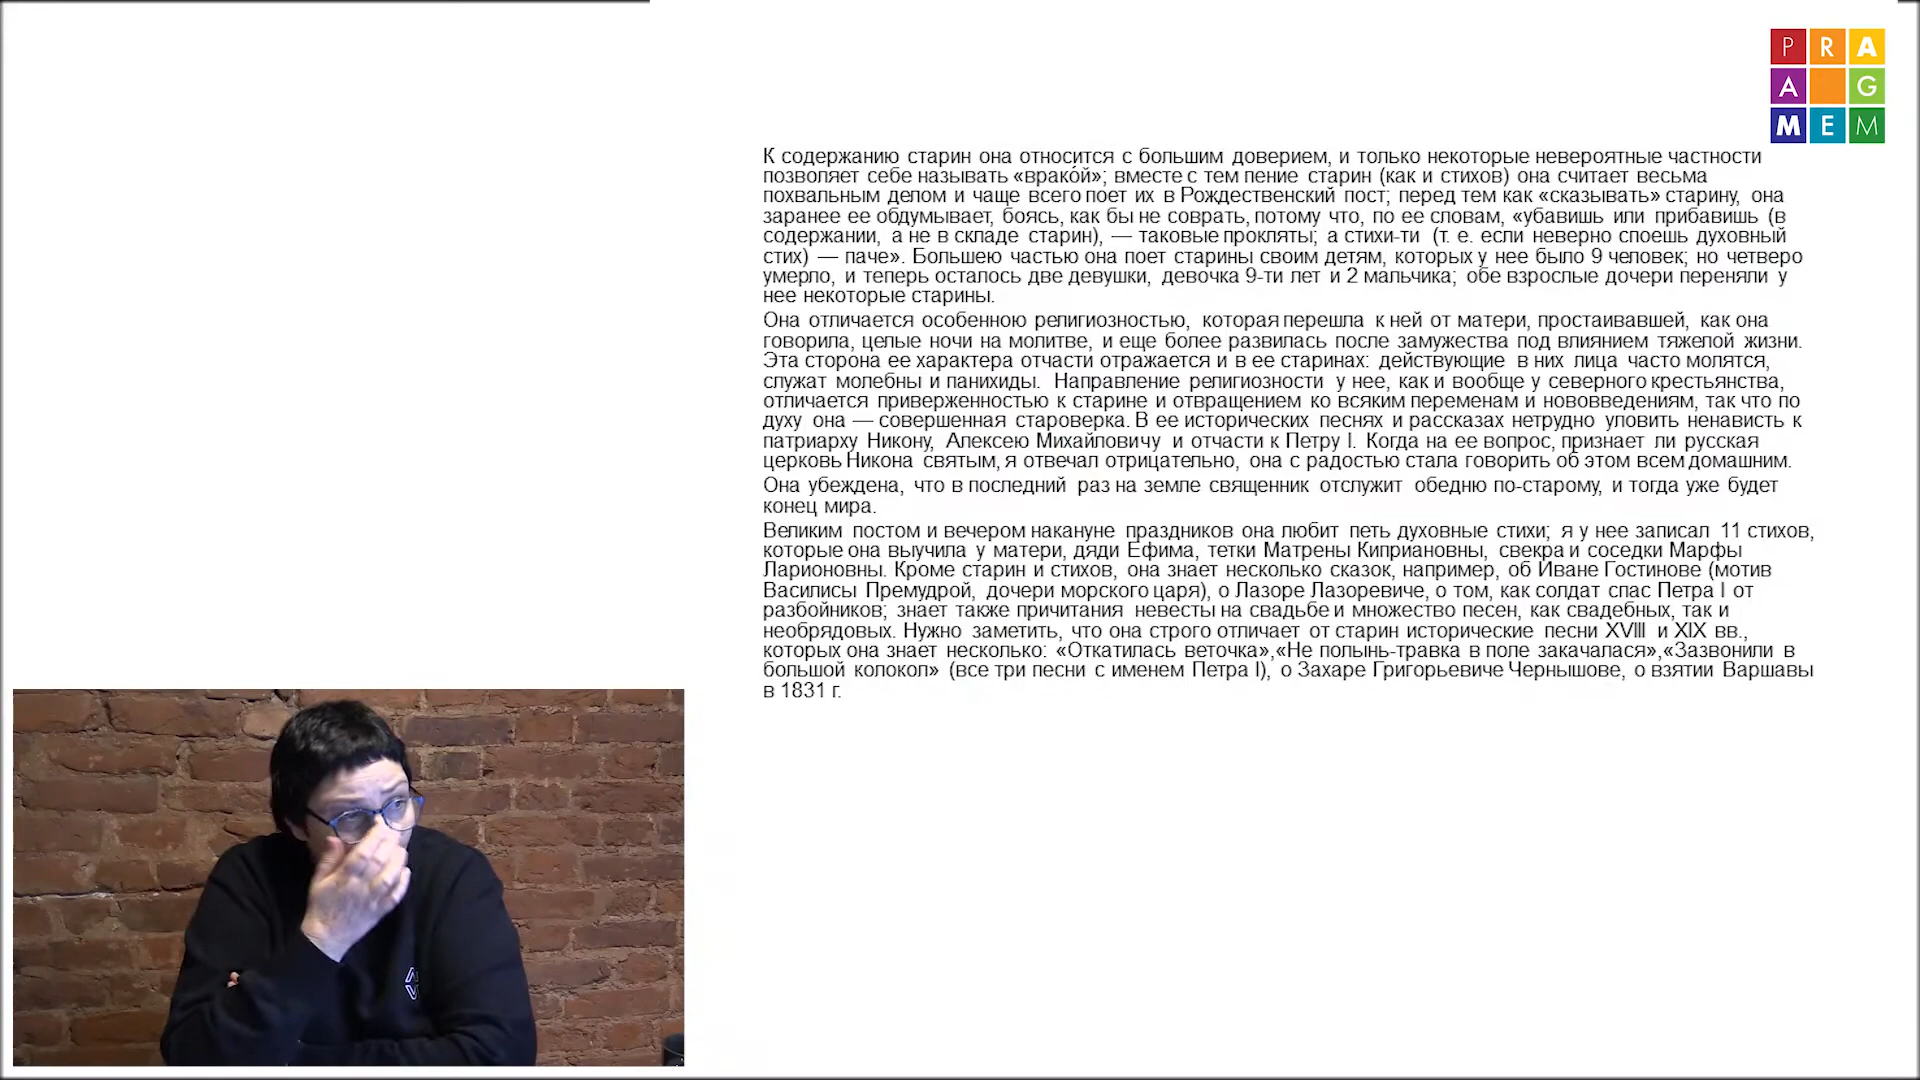 P R A
A G
M E M
К содержанию старин она относится с большим доверием, и только некоторые невероятные частности
позволяет себе называть «врако́й»; вместе с тем пение старин (как и стихов) она считает весьма
похвальным делом и чаще всего поет их в Рождественский пост; перед тем как «сказывать» старину, она
заранее ее обдумывает, боясь, как бы не соврать, потому что, по ее словам, «убавишь или прибавишь (в
содержании, а не в складе старин), — таковые прокляты; а стихи-ти (т. е. если неверно споешь духовный
стих) — паче». Большею частью она поет старины своим детям, которых у нее было 9 человек; но четверо
умерло, и теперь осталось две девушки, девочка 9-ти лет и 2 мальчика; обе взрослые дочери переняли у
нее некоторые старины.
Она отличается особенною религиозностью, которая перешла к ней от матери, простаивавшей, как она
говорила, целые ночи на молитве, и еще более развилась после замужества под влиянием тяжелой жизни.
Эта сторона ее характера отчасти отражается и в ее старинах: действующие в них лица часто молятся,
служат молебны и панихиды. Направление религиозности у нее, как и вообще у северного крестьянства,
отличается приверженностью к старине и отвращением ко всяким переменам и нововведениям, так что по
духу она — совершенная староверка. В ее исторических песнях и рассказах нетрудно уловить ненависть к
патриарху Никону, Алексею Михайловичу и отчасти к Петру I. Когда на ее вопрос, признает ли русская
церковь Никона святым, я отвечал отрицательно, она с радостью стала говорить об этом всем домашним.
Она убеждена, что в последний раз на земле священник отслужит обедню по-старому, и тогда уже будет
конец мира.
Великим постом и вечером накануне праздников она любит петь духовные стихи; я у нее записал 11 стихов,
которые она выучила у матери, дяди Ефима, тетки Матрены Киприановны, свекра и соседки Марфы
Ларионовны. Кроме старин и стихов, она знает несколько сказок, например, об Иване Гостинове (мотив
Василисы Премудрой, дочери морского царя), о Лазоре Лазоревиче, о том, как солдат спас Петра I от
разбойников; знает также причитания невесты на свадьбе и множество песен, как свадебных, так и
необрядовых. Нужно заметить, что она строго отличает от старин исторические песни XVIII и XIX вв.,
которых она знает несколько: «Откатилась веточка»,«Не полынь-травка в поле закачалася»,«Зазвонили в
большой колокол» (все три песни с именем Петра I), о Захаре Григорьевиче Чернышове, о взятии Варшавы
в 1831 г.